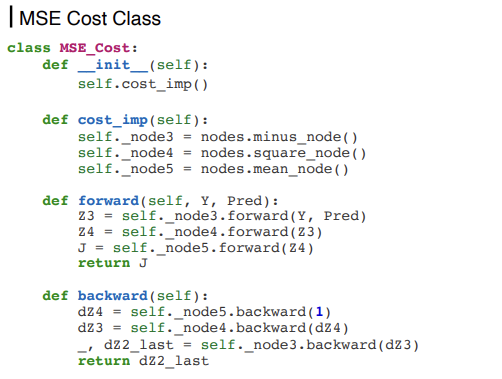 MSE Cost Class
class MSE_Cost:
    def __init__(self):
        self.cost_imp()

    def cost_imp(self):
        self._node3 = nodes.minus_node()
        self._node4 = nodes.square_node()
        self._node5 = nodes.mean_node()

    def forward(self, Y, Pred):
        Z3 = self._node3.forward(Y, Pred)
        Z4 = self._node4.forward(Z3)
        J = self._node5.forward(Z4)
        return J

    def backward(self):
        dZ4 = self._node5.backward(1)
        dZ3 = self._node4.backward(dZ4)
        _, dZ2_last = self._node3.backward(dZ3)
        return dZ2_last